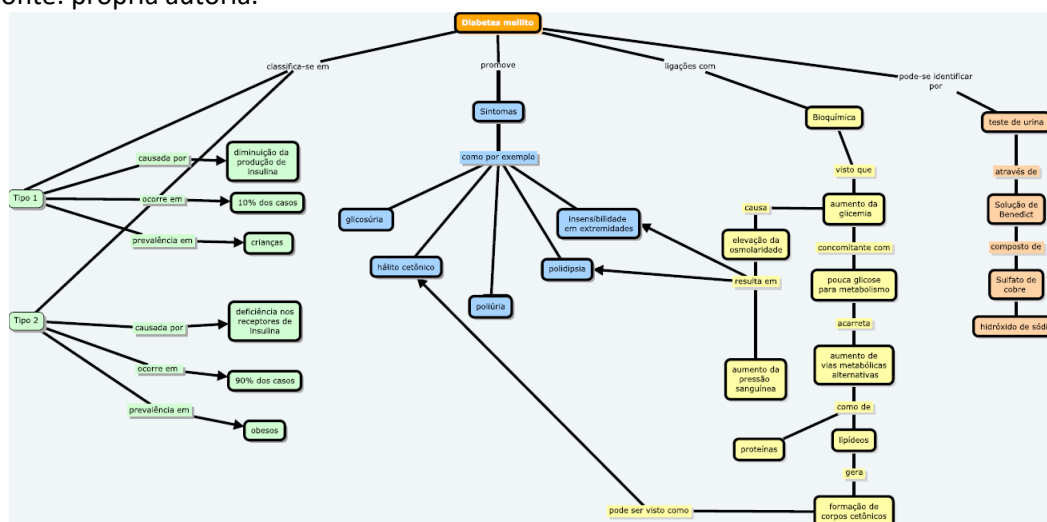 Diabetes mellito
classifica-se em
promove
ligações com
pode-se identificar
por
Sintomas
Bioquímica
teste de urina
como por exemplo
causada por
diminuição da
produção de
insulina
visto que
através de
Tipo 1
ocorre em
10% dos casos
glicosúria
insensibilidade
em extremidades
causa
aumento da
glicemia
Solução de
Benedict
prevalência em
crianças
elevação da
osmolaridade
concomitante com
composto de
hálito cetônico
polidipsia
resulta em
pouca glicose
para metabolismo
Sulfato de
cobre
poliúria
Tipo 2
causada por
deficiência nos
receptores de
insulina
acarreta
hidróxido de
ocorre em
90% dos casos
aumento da
pressão
sanguínea
aumento de
vias metabólicas
alternativas
prevalência em
obesos
como de
proteínas
lipídeos
gera
pode ser visto como
formação de
corpos cetônicos